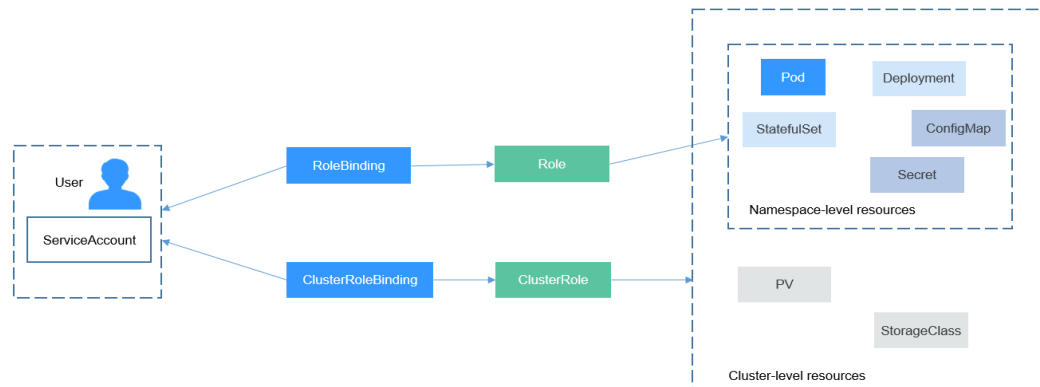 User
ServiceAccount
RoleBinding
Role
ClusterRoleBinding
ClusterRole
Pod
Deployment
StatefulSet
ConfigMap
Secret
Namespace-level resources
PV
StorageClass
Cluster-level resources